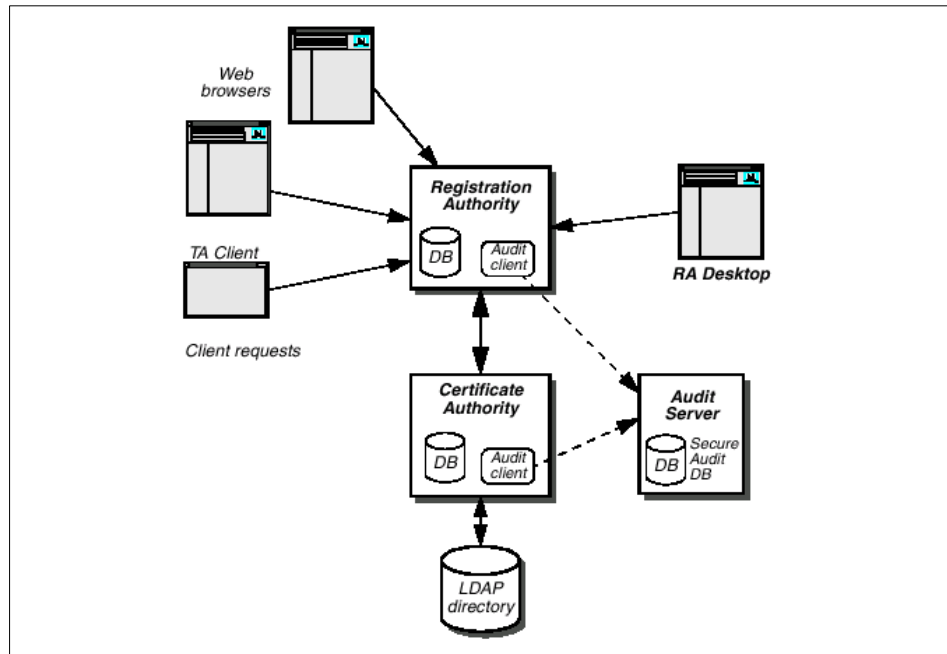 Web
browsers
Registration
Authority
DB
Audit
client
TA Client
RA Desktop
Client requests
Certificate
Authority
DB
Audit
client
Audit
Server
DB
Secure
Audit
DB
LDAP
directory